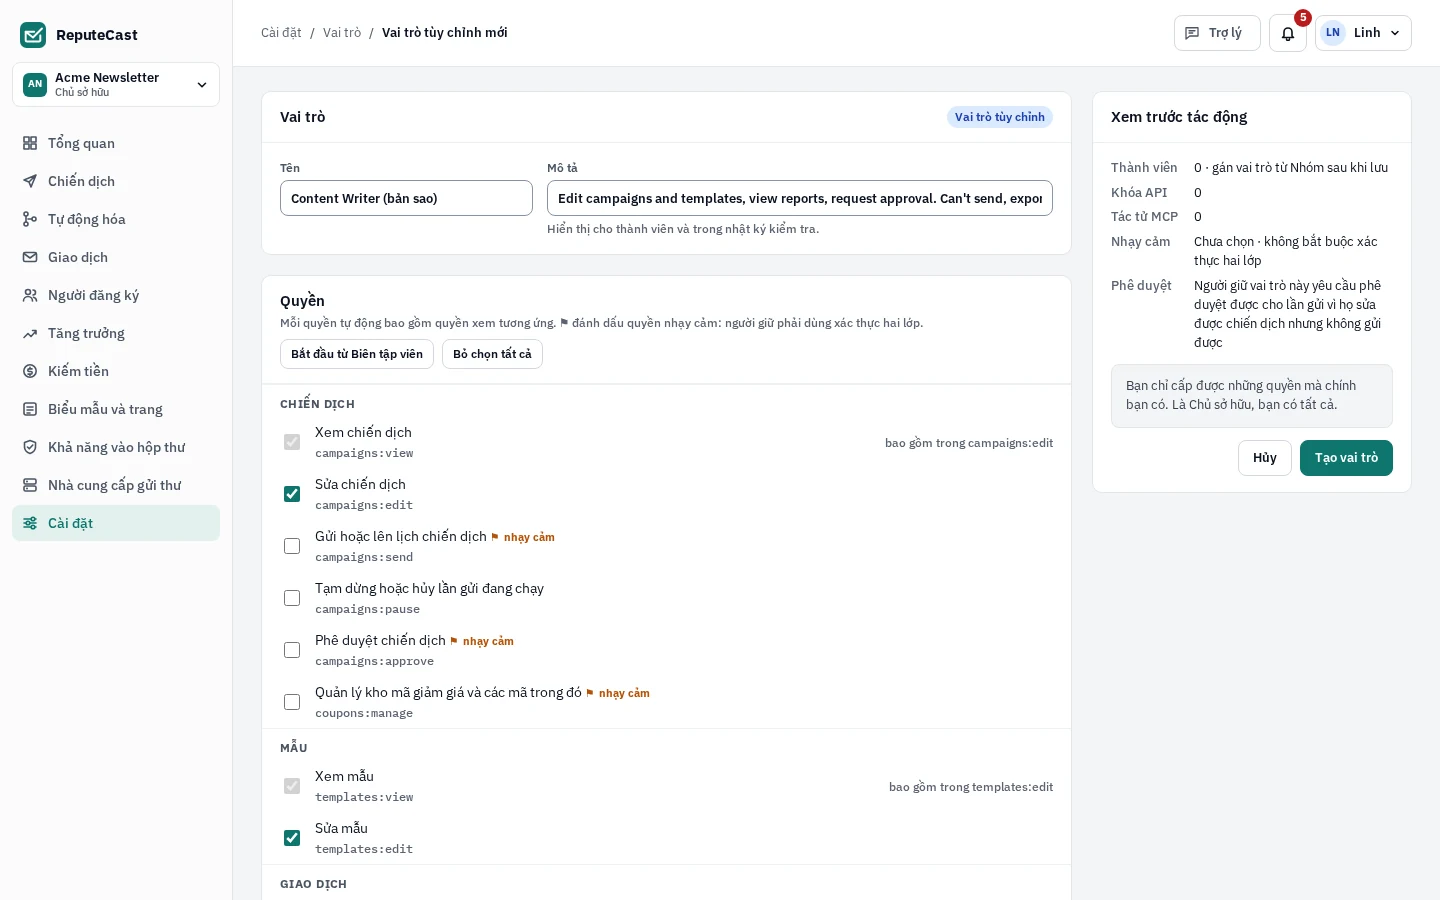 ReputeCast
AN
Acme Newsletter
Chủ sở hữu
Tổng quan
Chiến dịch
Tự động hóa
Giao dịch
Người đăng ký
Tăng trưởng
Kiếm tiền
Biểu mẫu và trang
Khả năng vào hộp thư
Nhà cung cấp gửi thư
Cài đặt
Cài đặt / Vai trò / Vai trò tùy chỉnh mới
Trợ lý
5
LN
Linh
Vai trò
Vai trò tùy chỉnh
Tên
Content Writer (bản sao)
Mô tả
Edit campaigns and templates, view reports, request approval. Can't send, expor
Hiển thị cho thành viên và trong nhật ký kiểm tra.
Quyền
Mỗi quyền tự động bao gồm quyền xem tương ứng. ⚑ đánh dấu quyền nhạy cảm: người giữ phải dùng xác thực hai lớp.
Bắt đầu từ Biên tập viên
Bỏ chọn tất cả
CHIẾN DỊCH
Xem chiến dịch
campaigns:view
bao gồm trong campaigns:edit
Sửa chiến dịch
campaigns:edit
Gửi hoặc lên lịch chiến dịch ⚑ nhạy cảm
campaigns:send
Tạm dừng hoặc hủy lần gửi đang chạy
campaigns:pause
Phê duyệt chiến dịch ⚑ nhạy cảm
campaigns:approve
Quản lý kho mã giảm giá và các mã trong đó ⚑ nhạy cảm
coupons:manage
MẪU
Xem mẫu
templates:view
bao gồm trong templates:edit
Sửa mẫu
templates:edit
GIAO DỊCH
Xem trước tác động
Thành viên 0 · gán vai trò từ Nhóm sau khi lưu
Khóa API 0
Tác tử MCP 0
Nhạy cảm Chưa chọn · không bắt buộc xác
thực hai lớp
Phê duyệt Người giữ vai trò này yêu cầu phê
duyệt được cho lần gửi vì họ sửa
được chiến dịch nhưng không gửi
được
Bạn chỉ cấp được những quyền mà chính
bạn có. Là Chủ sở hữu, bạn có tất cả.
Hủy
Tạo vai trò